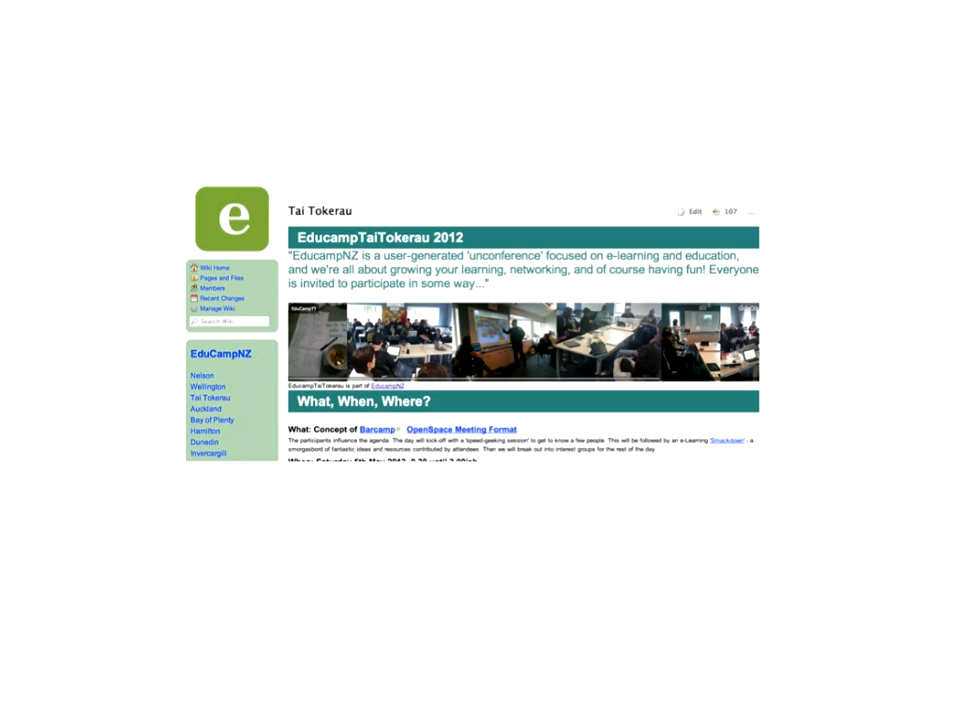 e
Wiki Home
Pages and Files
Members
Recent Changes
Manage Wiki
Search Wiki
EduCampNZ
Nelson
Wellington
Tai Tokerau
Auckland
Bay of Plenty
Hamilton
Dunedin
Invercargill
Tai Tokerau
Edit 107 ...
EducampTaiTokerau 2012
"EducampNZ is a user-generated 'unconference' focused on e-learning and education,
and we're all about growing your learning, networking, and of course having fun! Everyone
is invited to participate in some way..."
EduCampTT
EducampTaiTokerau is part of EducampNZ
What, When, Where?
What: Concept of Barcamp OpenSpace Meeting Format
The participants influence the agenda. The day will kick-off with a 'speed-geeking session' to get to know a few people. This will be followed by an e-Learning 'Smackdown' - a
smorgasbord of fantastic ideas and resources contributed by attendees. Then we will break out into interest groups for the rest of the day.
When: Saturday 5th May 2012